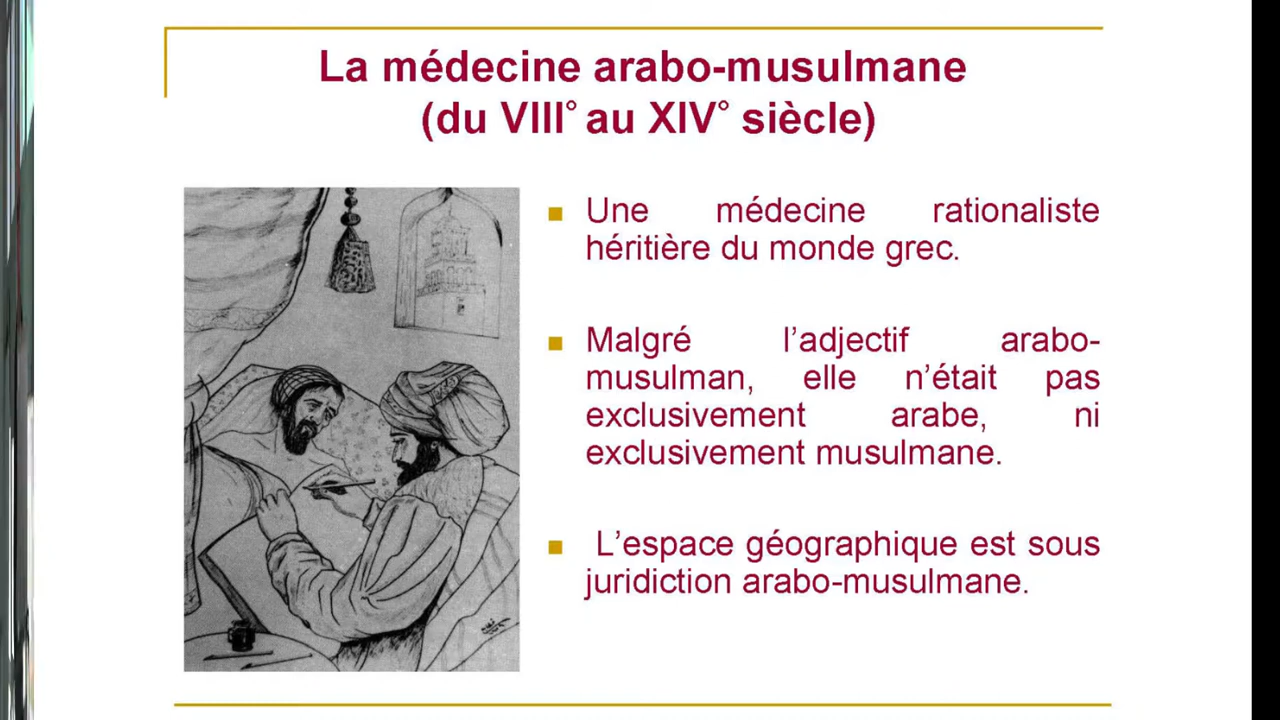 La médecine arabo-musulmane
(du VIII° au XIV° siècle)
Une médecine rationaliste
héritière du monde grec.
Malgré l’adjectif arabo-
musulman, elle n’était pas
exclusivement arabe, ni
exclusivement musulmane.
L’espace géographique est sous
juridiction arabo-musulmane.